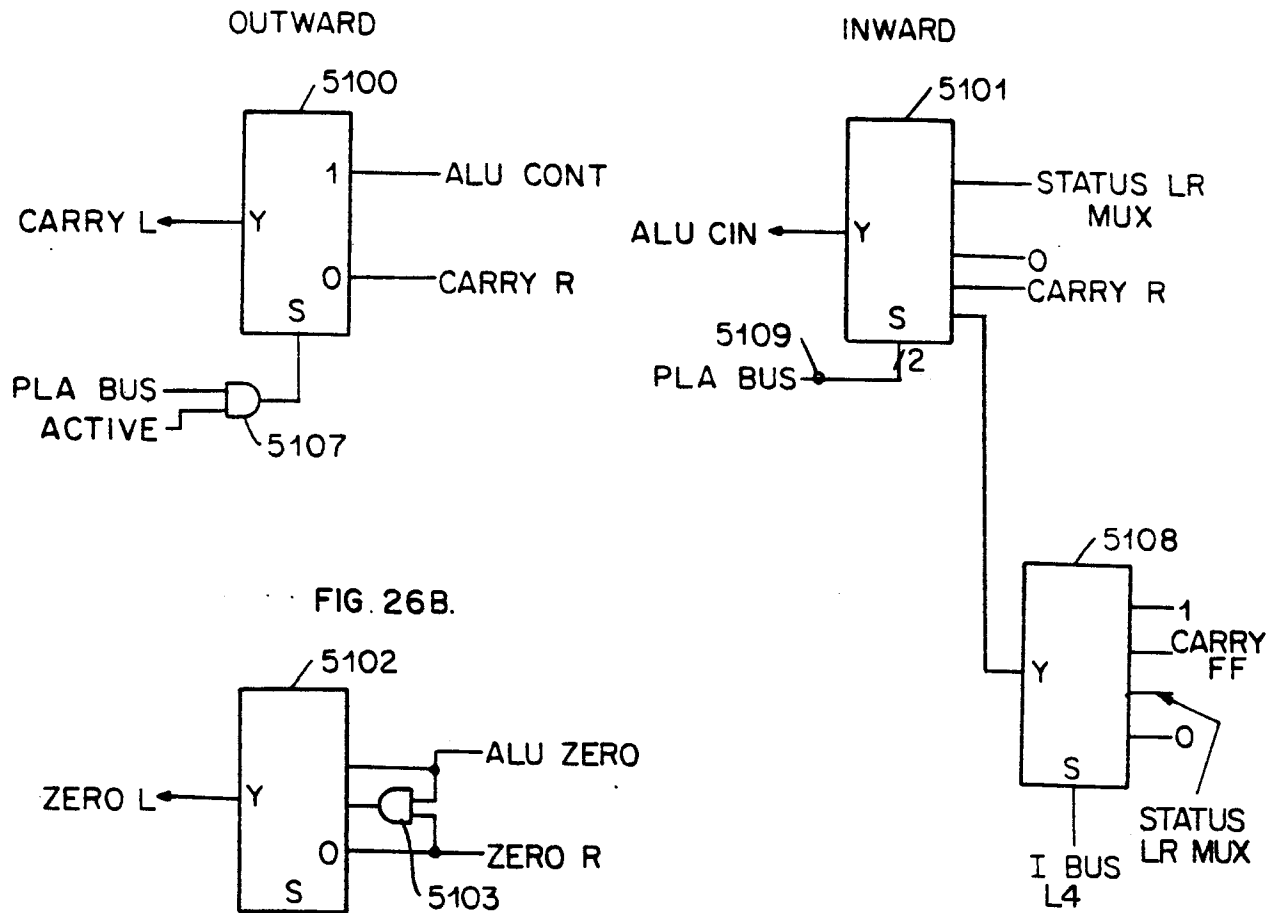 OUTWARD
5100
1
ALU CONT
CARRY L
Y
0
CARRY R
S
PLA BUS
ACTIVE
5107
INWARD
5101
STATUS LR
MUX
ALU CIN
Y
0
CARRY R
S
5109
2
PLA BUS
5108
1
CARRY
FF
Y
0
S
STATUS
LR MUX
I BUS
L4
FIG. 26B.
5102
ALU ZERO
ZERO L
Y
0
ZERO R
S
5103